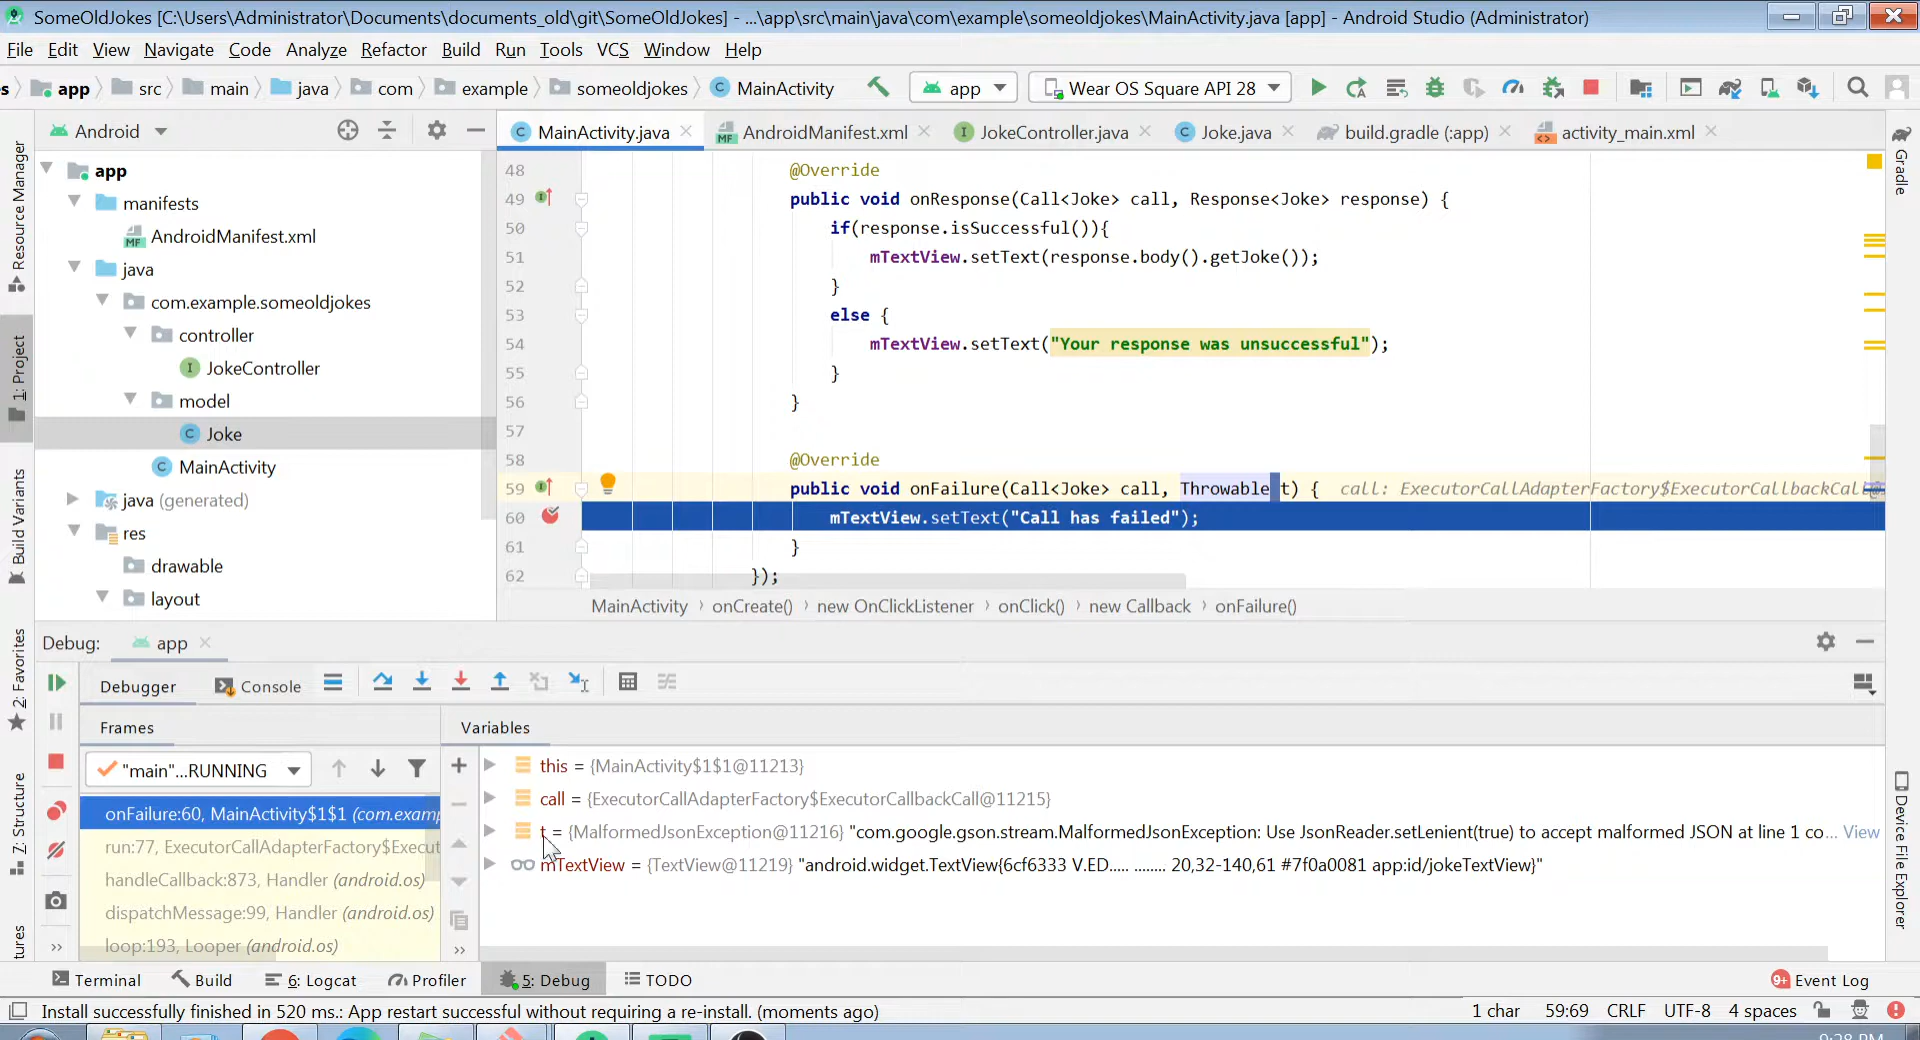 SomeOldJokes [C:\Users\Administrator\Documents\documents_old\git\SomeOldJokes] - ...\app\src\main\java\com\example\someoldjokes\MainActivity.java [app] - Android Studio (Administrator)
File Edit View Navigate Code Analyze Refactor Build Run Tools VCS Window Help
s app src main java com example someoldjokes MainActivity app Wear OS Square API 28
Android MainActivity.java AndroidManifest.xml JokeController.java Joke.java build.gradle (:app) activity_main.xml
Resource Manager
1: Project
Build Variants
2: Favorites
7: Structure
tures
app
manifests
AndroidManifest.xml
java
com.example.someoldjokes
controller
JokeController
model
Joke
MainActivity
java (generated)
res
drawable
layout
48 @Override
49 public void onResponse(Call<Joke> call, Response<Joke> response) {
50 if(response.isSuccessful()){
51 mTextView.setText(response.body().getJoke());
52 }
53 else {
54 mTextView.setText("Your response was unsuccessful");
55 }
56 }
57
58 @Override
59 public void onFailure(Call<Joke> call, Throwable t) { call: ExecutorCallAdapterFactory$ExecutorCallbackCall@
60 mTextView.setText("Call has failed");
61 }
62 });
MainActivity › onCreate() › new OnClickListener › onClick() › new Callback › onFailure()
Gradle
Device File Explorer
Debug: app
Debugger Console
Frames Variables
"main"...RUNNING
onFailure:60, MainActivity$1$1 (com.examp
run:77, ExecutorCallAdapterFactory$Execut
handleCallback:873, Handler (android.os)
dispatchMessage:99, Handler (android.os)
loop:193, Looper (android.os)
this = {MainActivity$1$1@11213}
call = {ExecutorCallAdapterFactory$ExecutorCallbackCall@11215}
t = {MalformedJsonException@11216} "com.google.gson.stream.MalformedJsonException: Use JsonReader.setLenient(true) to accept malformed JSON at line 1 co... View
mTextView = {TextView@11219} "android.widget.TextView{6cf6333 V.ED..... ........ 20,32-140,61 #7f0a0081 app:id/jokeTextView}"
Terminal Build 6: Logcat Profiler 5: Debug TODO 9+ Event Log
Install successfully finished in 520 ms.: App restart successful without requiring a re-install. (moments ago) 1 char 59:69 CRLF UTF-8 4 spaces
9:28 PM